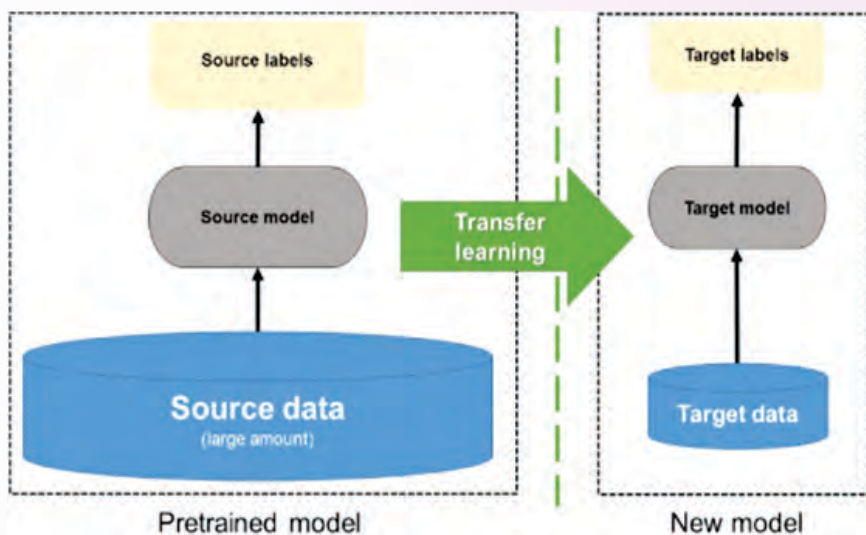 Source labels
Source model
Source data
(large amount)
Pretrained model
Transfer
learning
Target labels
Target model
Target data
New model